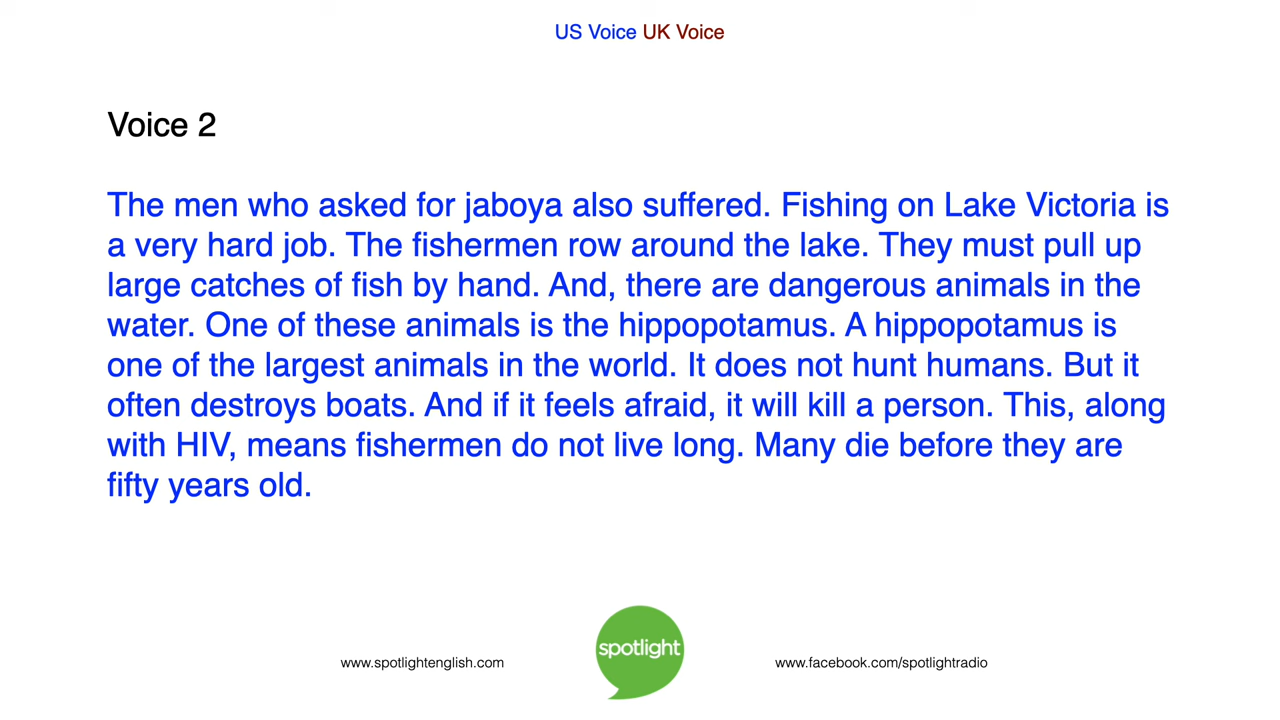 US Voice UK Voice
Voice 2
The men who asked for jaboya also suffered. Fishing on Lake Victoria is
a very hard job. The fishermen row around the lake. They must pull up
large catches of fish by hand. And, there are dangerous animals in the
water. One of these animals is the hippopotamus. A hippopotamus is
one of the largest animals in the world. It does not hunt humans. But it
often destroys boats. And if it feels afraid, it will kill a person. This, along
with HIV, means fishermen do not live long. Many die before they are
fifty years old.
www.spotlightenglish.com
spotlight
www.facebook.com/spotlightradio